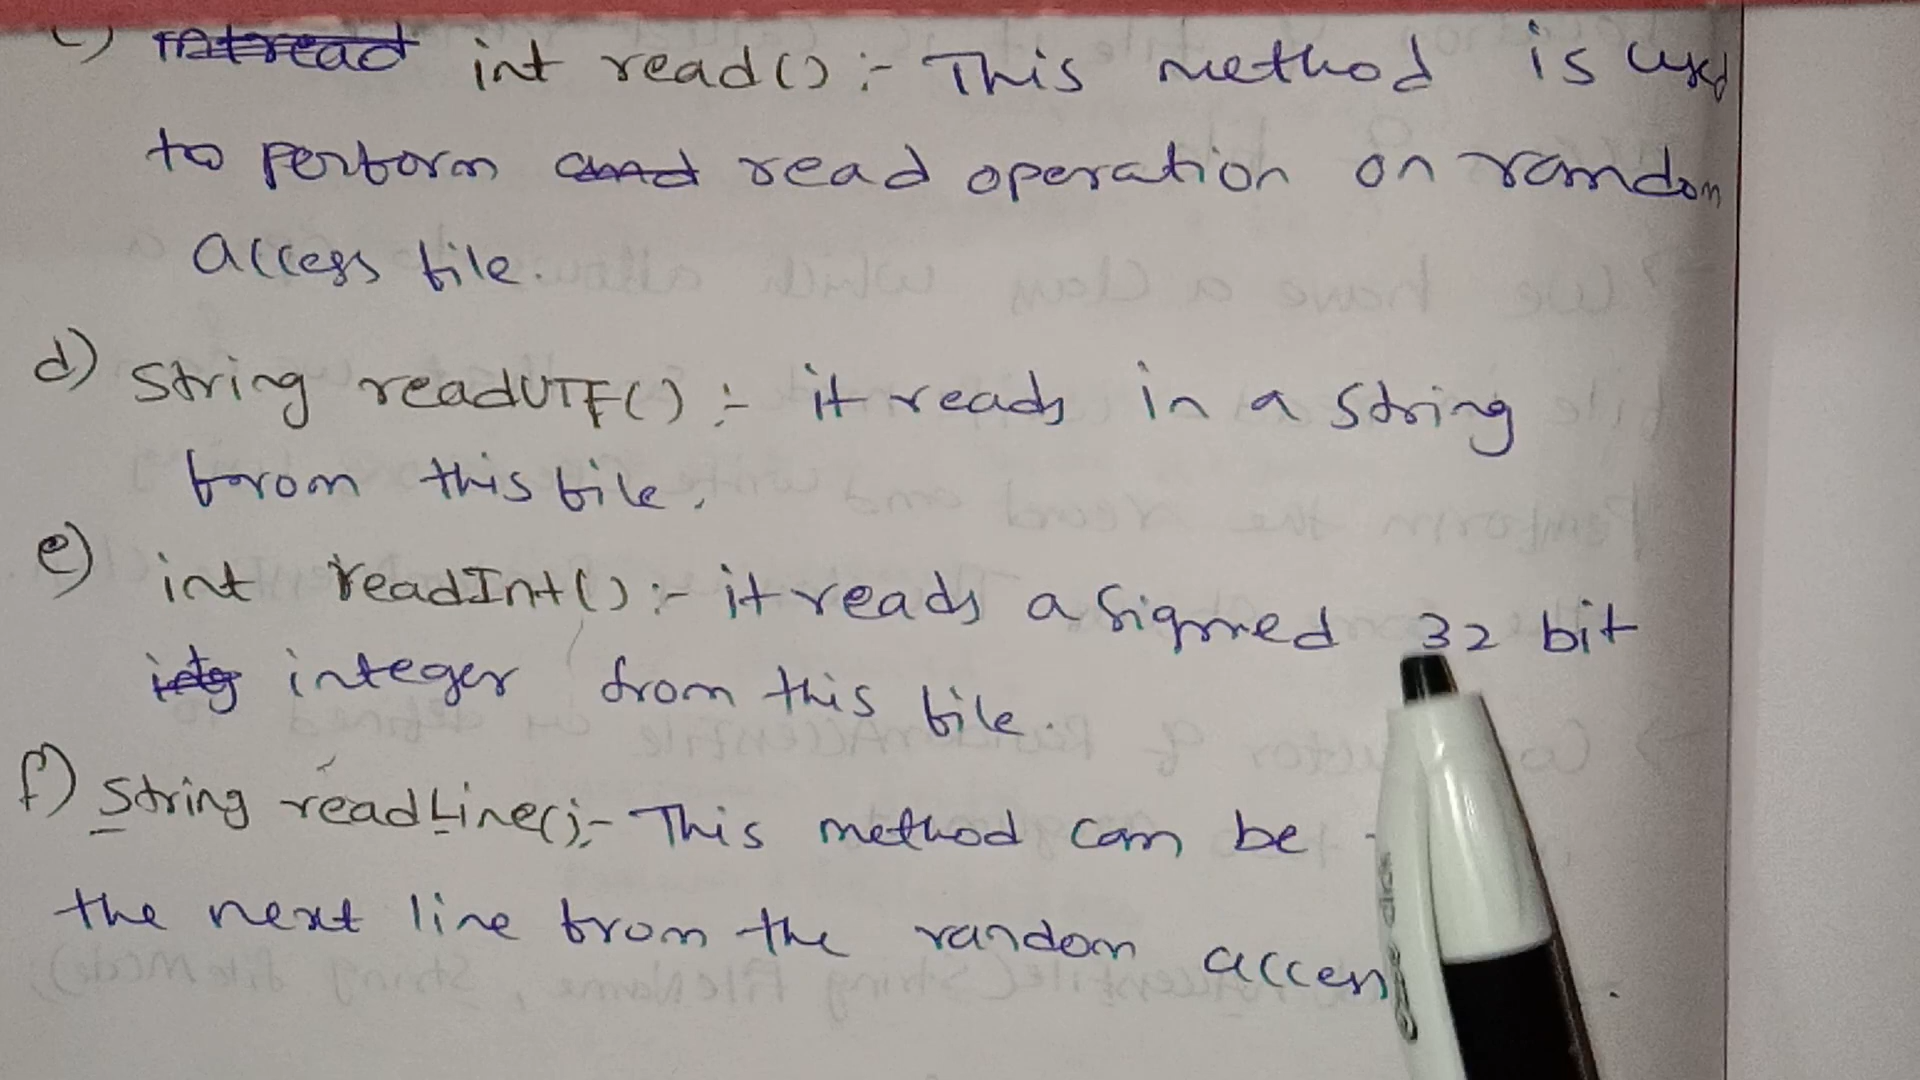 c) int read() :- This method is used
to perform read operation on random
access file.
d) String readUTF() :- it reads in a string
from this file.
e) int readInt() :- it reads a signed 32 bit
integer from this file.
f) String readLine() :- This method can be
the next line from the random access